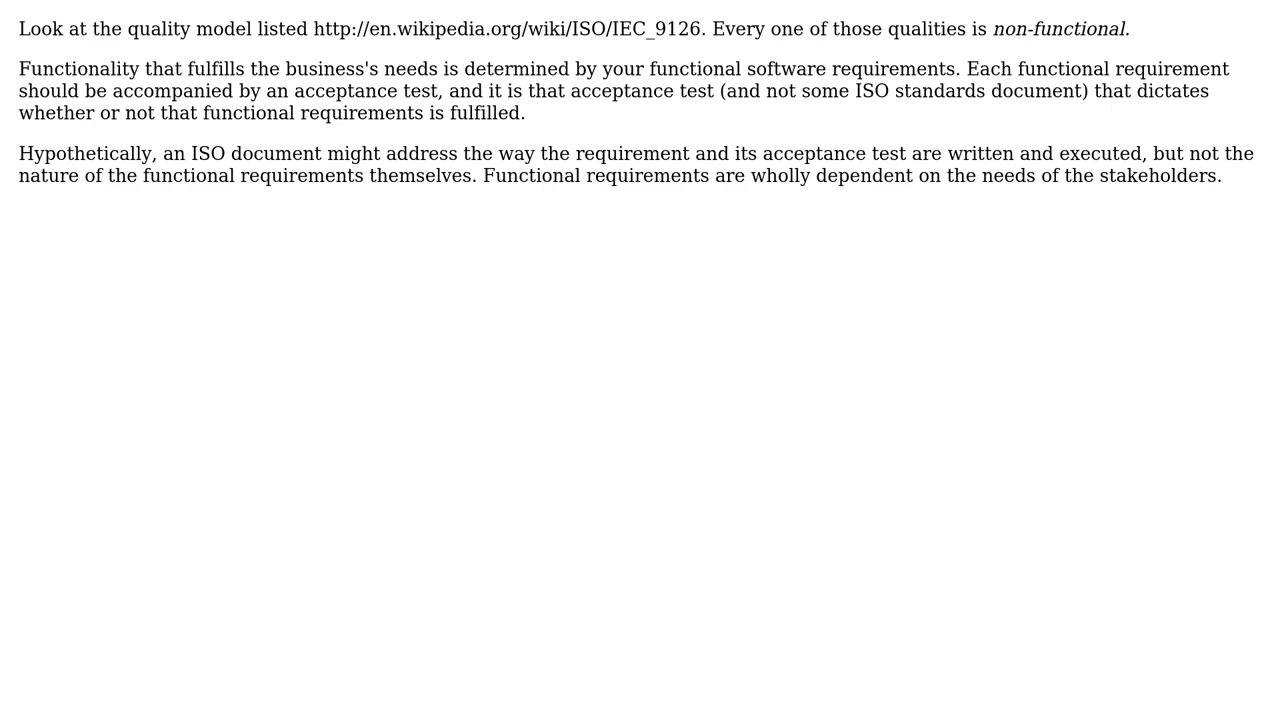 Look at the quality model listed http://en.wikipedia.org/wiki/ISO/IEC_9126. Every one of those qualities is non-functional.
Functionality that fulfills the business's needs is determined by your functional software requirements. Each functional requirement
should be accompanied by an acceptance test, and it is that acceptance test (and not some ISO standards document) that dictates
whether or not that functional requirements is fulfilled.
Hypothetically, an ISO document might address the way the requirement and its acceptance test are written and executed, but not the
nature of the functional requirements themselves. Functional requirements are wholly dependent on the needs of the stakeholders.